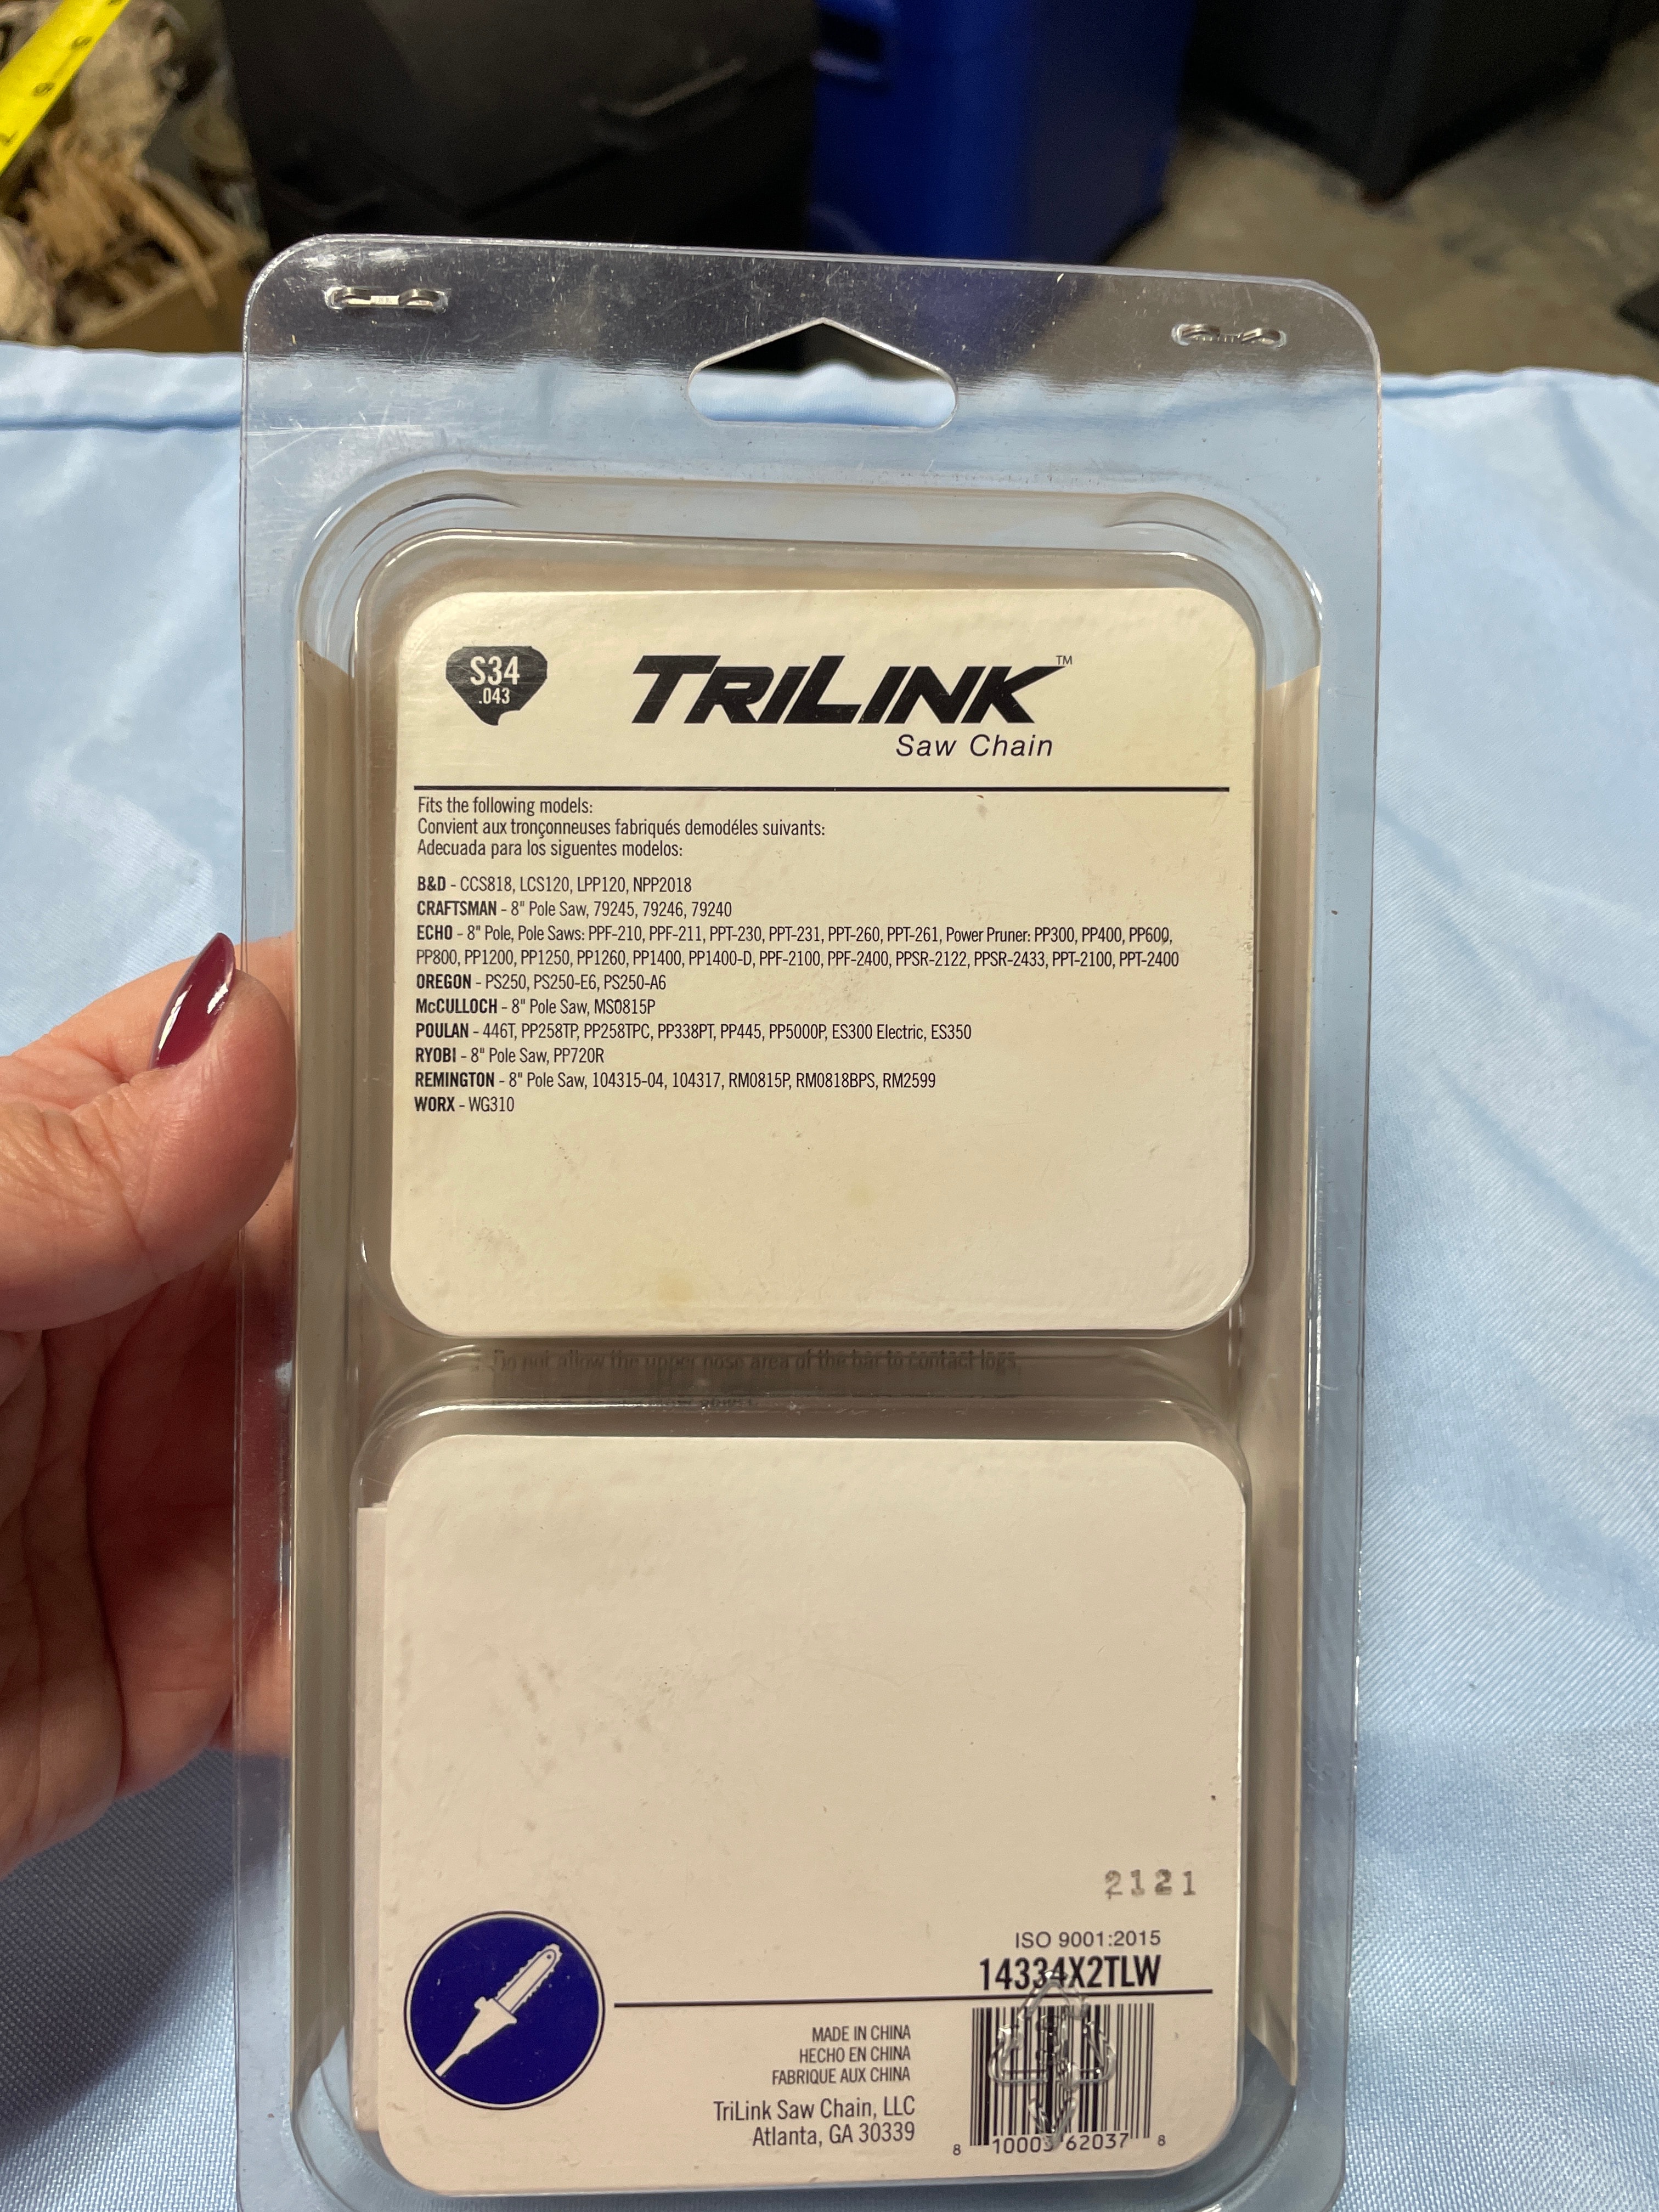 S34
.043
TRILINK™
Saw Chain
Fits the following models:
Convient aux tronçonneuses fabriqués demodéles suivants:
Adecuada para los siguentes modelos:
B&D - CCS818, LCS120, LPP120, NPP2018
CRAFTSMAN - 8" Pole Saw, 79245, 79246, 79240
ECHO - 8" Pole, Pole Saws: PPF-210, PPF-211, PPT-230, PPT-231, PPT-260, PPT-261, Power Pruner: PP300, PP400, PP600,
PP800, PP1200, PP1250, PP1260, PP1400, PP1400-D, PPF-2100, PPF-2400, PPSR-2122, PPSR-2433, PPT-2100, PPT-2400
OREGON - PS250, PS250-E6, PS250-A6
McCULLOCH - 8" Pole Saw, MS0815P
POULAN - 446T, PP258TP, PP258TPC, PP338PT, PP445, PP5000P, ES300 Electric, ES350
RYOBI - 8" Pole Saw, PP720R
REMINGTON - 8" Pole Saw, 104315-04, 104317, RM0815P, RM0818BPS, RM2599
WORX - WG310
Do not allow the upper nose area of the bar to contact logs,
2121
ISO 9001:2015
14334X2TLW
MADE IN CHINA
HECHO EN CHINA
FABRIQUE AUX CHINA
TriLink Saw Chain, LLC
Atlanta, GA 30339
8 10003 62037 8